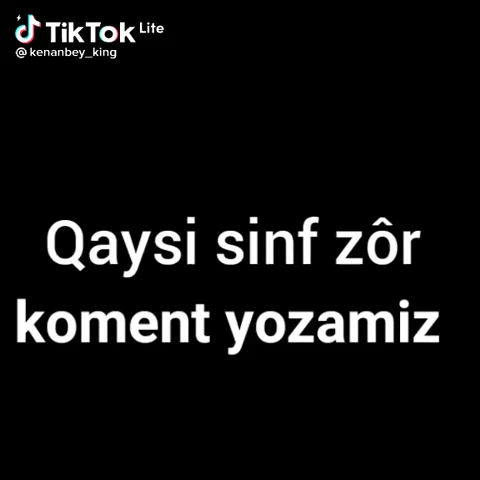 TikTok Lite
@kenanbey_king
Qaysi sinf zôr
koment yozamiz